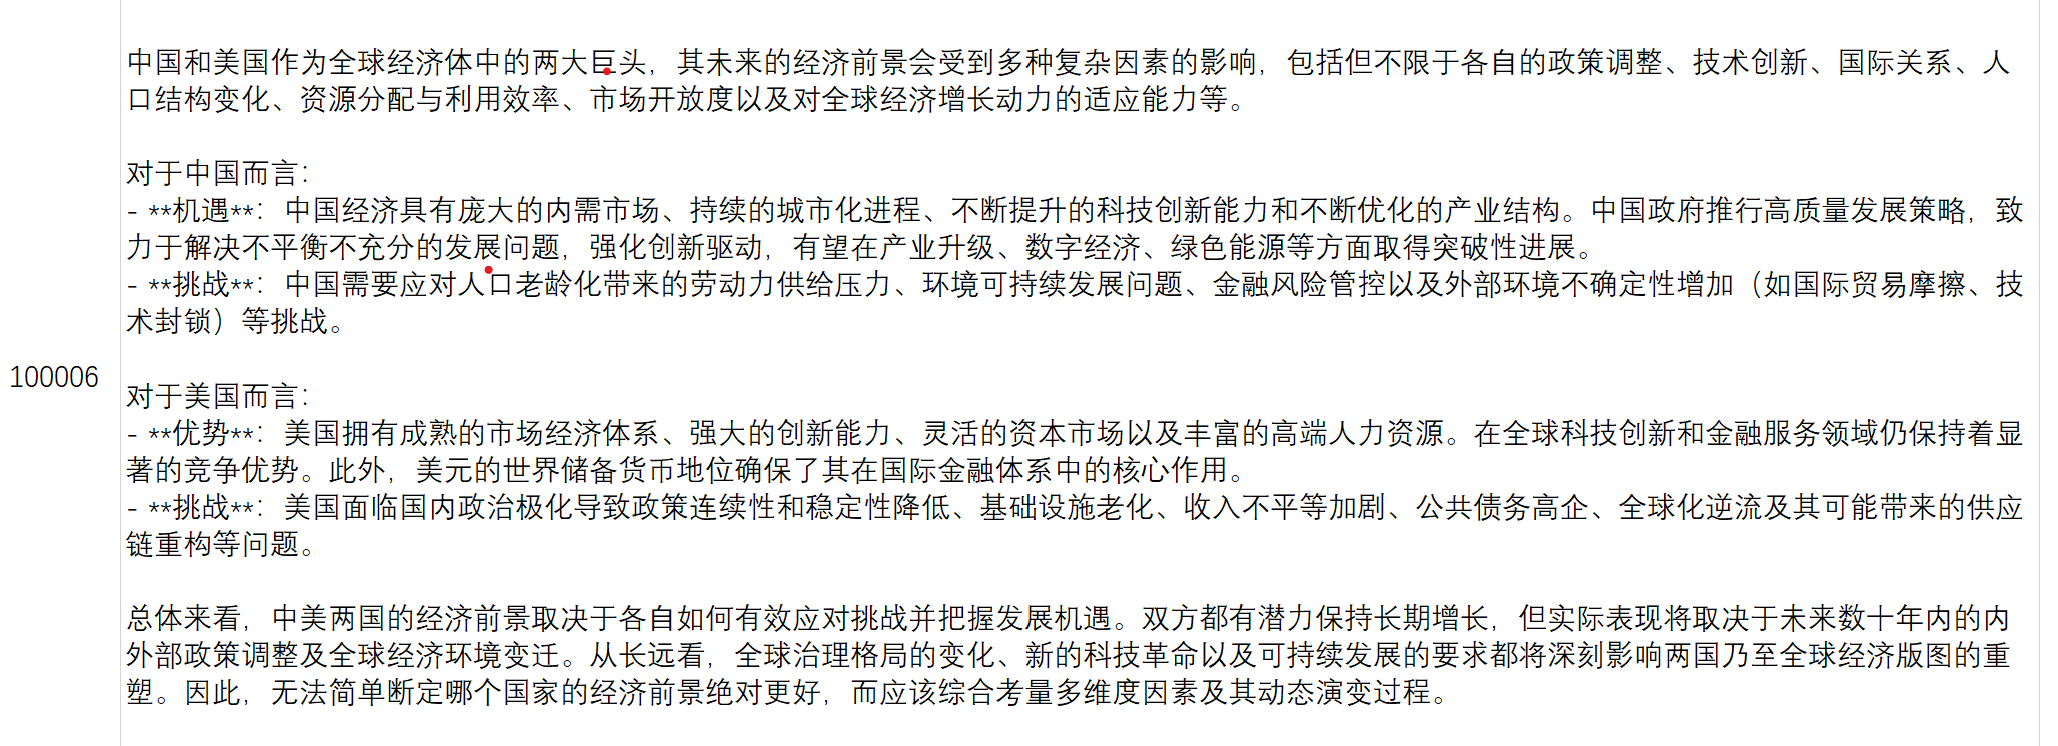 中国和美国作为全球经济体中的两大巨头，其未来的经济前景会受到多种复杂因素的影响，包括但不限于各自的政策调整、技术创新、国际关系、人
口结构变化、资源分配与利用效率、市场开放度以及对全球经济增长动力的适应能力等。
对于中国而言：
- **机遇**：中国经济具有庞大的内需市场、持续的城市化进程、不断提升的科技创新能力和不断优化的产业结构。中国政府推行高质量发展策略，致
力于解决不平衡不充分的发展问题，强化创新驱动，有望在产业升级、数字经济、绿色能源等方面取得突破性进展。
- **挑战**：中国需要应对人口老龄化带来的劳动力供给压力、环境可持续发展问题、金融风险管控以及外部环境不确定性增加（如国际贸易摩擦、技
术封锁）等挑战。
100006
对于美国而言：
- **优势**：美国拥有成熟的市场经济体系、强大的创新能力、灵活的资本市场以及丰富的高端人力资源。在全球科技创新和金融服务领域仍保持着显
著的竞争优势。此外，美元的世界储备货币地位确保了其在国际金融体系中的核心作用。
- **挑战**：美国面临国内政治极化导致政策连续性和稳定性降低、基础设施老化、收入不平等加剧、公共债务高企、全球化逆流及其可能带来的供应
链重构等问题。
总体来看，中美两国的经济前景取决于各自如何有效应对挑战并把握发展机遇。双方都有潜力保持长期增长，但实际表现将取决于未来数十年内的内
外部政策调整及全球经济环境变迁。从长远看，全球治理格局的变化、新的科技革命以及可持续发展的要求都将深刻影响两国乃至全球经济版图的重
塑。因此，无法简单断定哪个国家的经济前景绝对更好，而应该综合考量多维度因素及其动态演变过程。